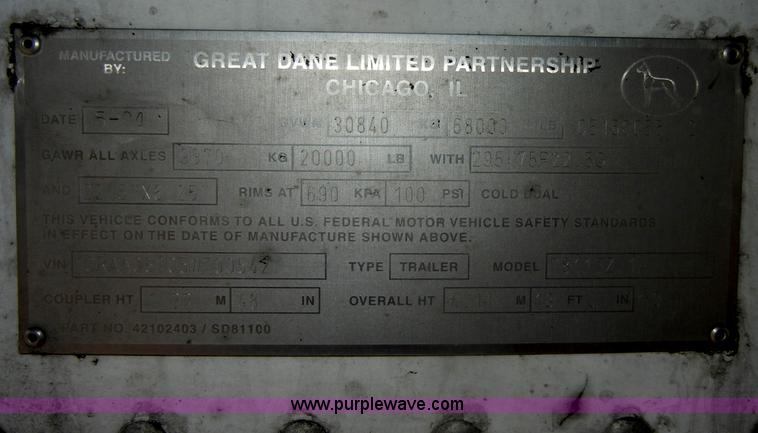 MANUFACTURED BY: GREAT DANE LIMITED PARTNERSHIP
CHICAGO, IL
DATE GVWR 30840 KG 68000 LB
GAWR ALL AXLES KG 20000 LB WITH
AND RIMS AT 690 KPA 100 PSI COLD DUAL
THIS VEHICLE CONFORMS TO ALL U.S. FEDERAL MOTOR VEHICLE SAFETY STANDARDS
IN EFFECT ON THE DATE OF MANUFACTURE SHOWN ABOVE.
VIN TYPE TRAILER MODEL
COUPLER HT M 48 IN OVERALL HT M 13 FT IN
PART NO. 42102403 / SD81100
www.purplewave.com